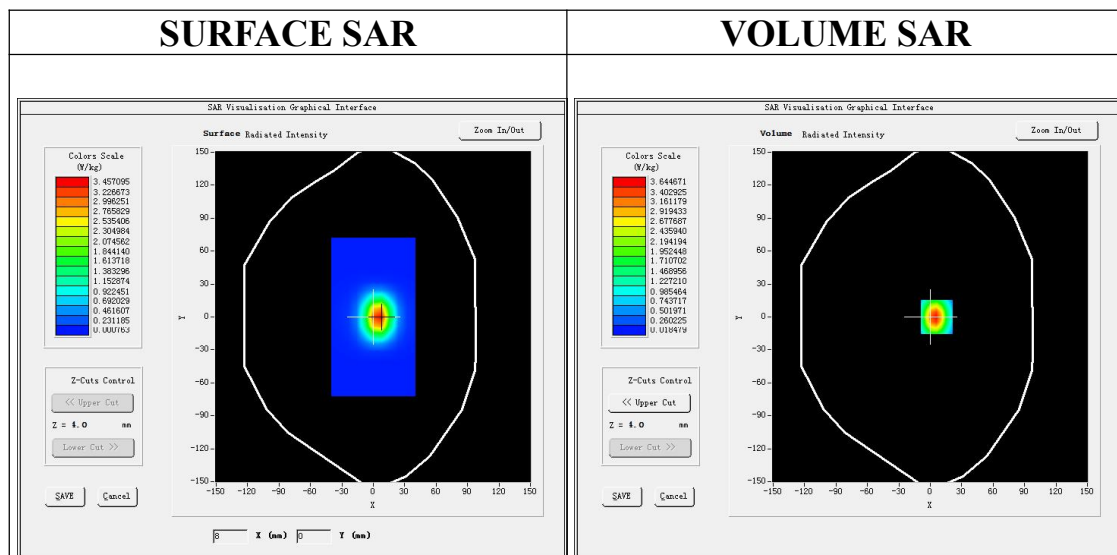 SURFACE SAR
VOLUME SAR
SAR Visualisation Graphical Interface
Surface Radiated Intensity
Zoom In/Out
Colors Scale
(W/kg)
3.457095
3.226673
2.996251
2.765829
2.535406
2.304984
2.074562
1.844140
1.613718
1.383296
1.152874
0.922451
0.692029
0.461607
0.231185
0.000763
Z-Cuts Control
<< Upper Cut
Z = 4.0 mm
Lower Cut >>
SAVE
Cancel
150
120
90
60
30
0
-30
-60
-90
-120
-150
Y
-150 -120 -90 -60 -30 0 30 60 90 120 150
X
8 X (mm) 0 Y (mm)
SAR Visualisation Graphical Interface
Volume Radiated Intensity
Zoom In/Out
Colors Scale
(W/kg)
3.644671
3.402925
3.161179
2.919433
2.677687
2.435940
2.194194
1.952448
1.710702
1.468956
1.227210
0.985464
0.743717
0.501971
0.260225
0.018479
Z-Cuts Control
<< Upper Cut
Z = 4.0 mm
Lower Cut >>
SAVE
Cancel
150
120
90
60
30
0
-30
-60
-90
-120
-150
Y
-150 -120 -90 -60 -30 0 30 60 90 120 150
X